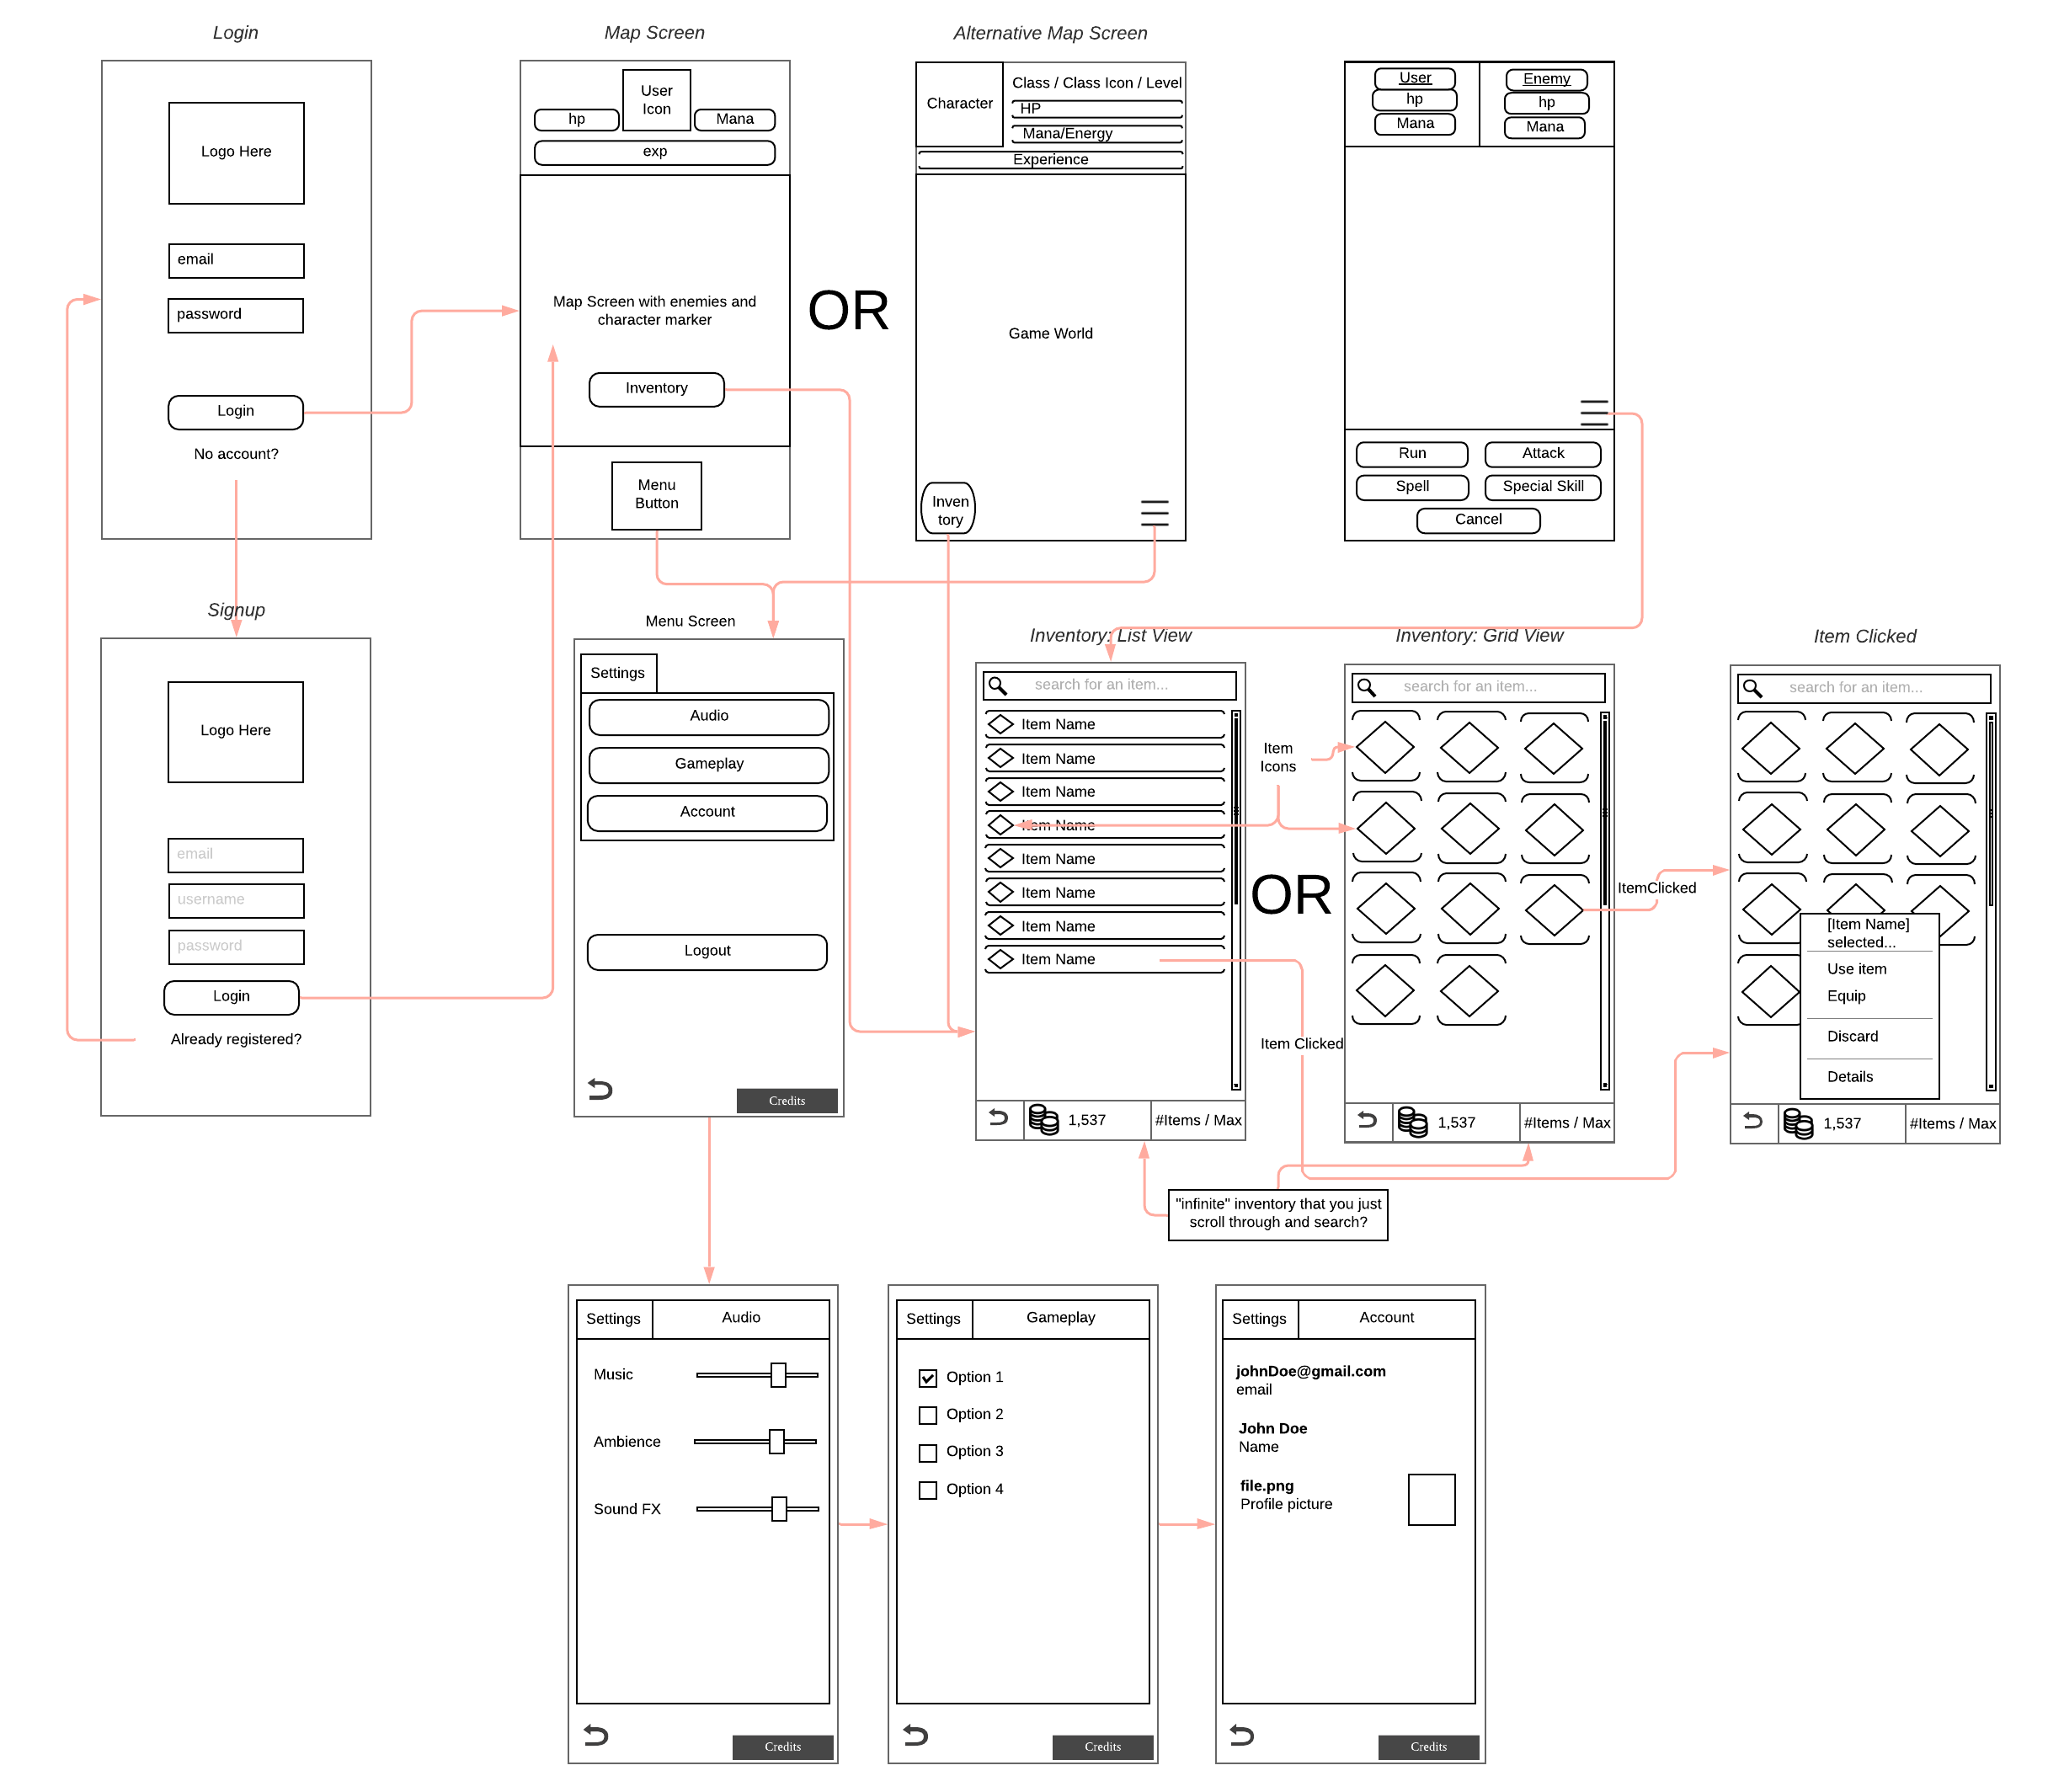 Login
Logo Here
email
password
Login
No account?
Map Screen
User
Icon
hp
Mana
exp
Map Screen with enemies and
character marker
Inventory
Menu
Button
OR
Alternative Map Screen
Character
Class / Class Icon / Level
HP
Mana/Energy
Experience
Game World
Inven
tory
User
hp
Mana
Enemy
hp
Mana
Run
Attack
Spell
Special Skill
Cancel
Signup
Logo Here
email
username
password
Login
Already registered?
Menu Screen
Settings
Audio
Gameplay
Account
Logout
Credits
Inventory: List View
search for an item...
Item Name
Item Name
Item Name
Item Name
Item Name
Item Name
Item Name
Item Name
1,537
#Items / Max
Item
Icons
OR
Item Clicked
Inventory: Grid View
search for an item...
1,537
#Items / Max
ItemClicked
Item Clicked
search for an item...
[Item Name]
selected...
Use item
Equip
Discard
Details
1,537
#Items / Max
"infinite" inventory that you just
scroll through and search?
Settings
Audio
Music
Ambience
Sound FX
Credits
Settings
Gameplay
Option 1
Option 2
Option 3
Option 4
Credits
Settings
Account
johnDoe@gmail.com
email
John Doe
Name
file.png
Profile picture
Credits